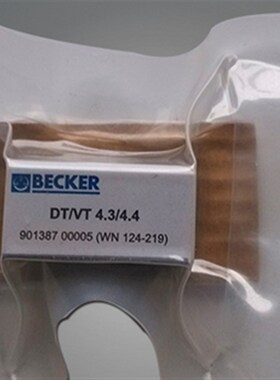 BECKER
DT/VT 4.3/4.4
901387 00005 (WN 124-219)